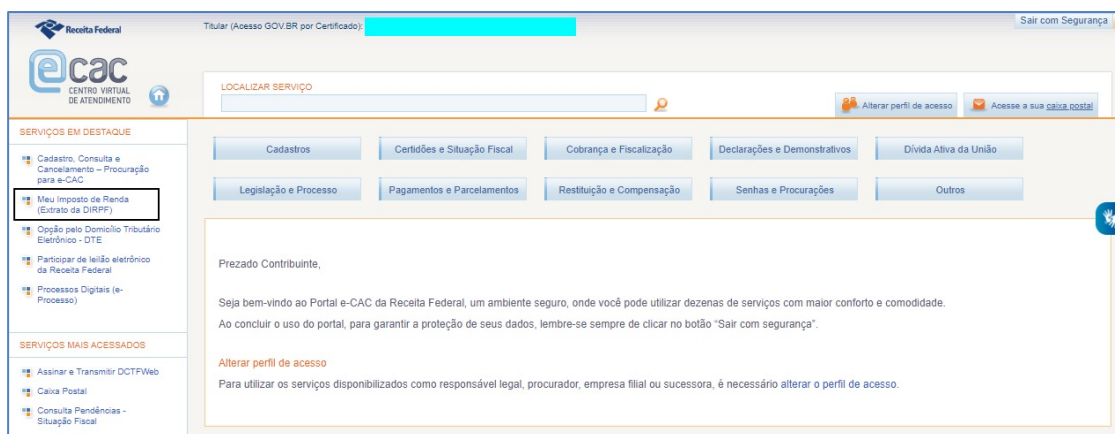 Receita Federal
Titular (Acesso GOV.BR por Certificado):
Sair com Segurança
e cac
CENTRO VIRTUAL
DE ATENDIMENTO
LOCALIZAR SERVIÇO
Alterar perfil de acesso
Acesse a sua caixa postal
SERVIÇOS EM DESTAQUE
Cadastro, Consulta e
Cancelamento – Procuração
para e-CAC
Meu Imposto de Renda
(Extrato da DIRPF)
Opção pelo Domicílio Tributário
Eletrônico - DTE
Participar de leilão eletrônico
da Receita Federal
Processos Digitais (e-
Processo)
SERVIÇOS MAIS ACESSADOS
Assinar e Transmitir DCTFWeb
Caixa Postal
Consulta Pendências -
Situação Fiscal
Cadastros
Certidões e Situação Fiscal
Cobrança e Fiscalização
Declarações e Demonstrativos
Dívida Ativa da União
Legislação e Processo
Pagamentos e Parcelamentos
Restituição e Compensação
Senhas e Procurações
Outros
Prezado Contribuinte,
Seja bem-vindo ao Portal e-CAC da Receita Federal, um ambiente seguro, onde você pode utilizar dezenas de serviços com maior conforto e comodidade.
Ao concluir o uso do portal, para garantir a proteção de seus dados, lembre-se sempre de clicar no botão “Sair com segurança”.
Alterar perfil de acesso
Para utilizar os serviços disponibilizados como responsável legal, procurador, empresa filial ou sucessora, é necessário alterar o perfil de acesso.